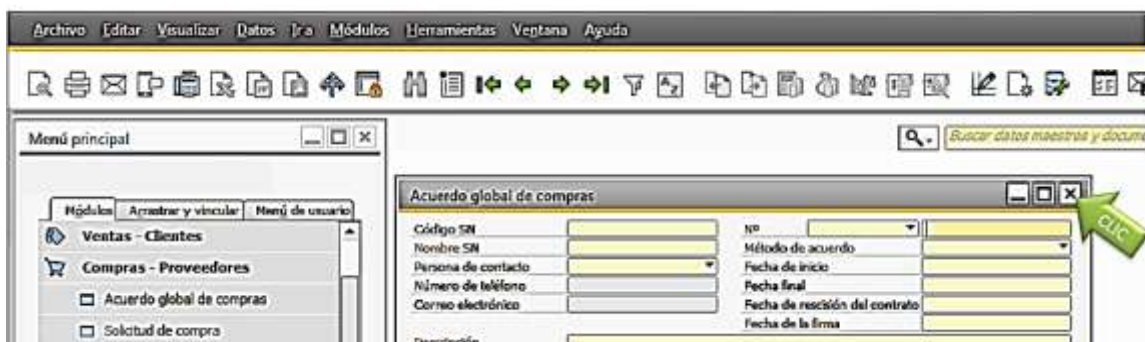 Archivo Editar Visualizar Datos Ir a Módulos Herramientas Ventana Ayuda
Menú principal
Buscar datos maestros y docume
Módulos Arrastrar y vincular Menú de usuario
Ventas - Clientes
Compras - Proveedores
Acuerdo global de compras
Solicitud de compra
Acuerdo global de compras
CLIC
Código SN
Nº
Nombre SN
Método de acuerdo
Persona de contacto
Fecha de inicio
Número de teléfono
Fecha final
Correo electrónico
Fecha de rescisión del contrato
Fecha de la firma
Descripción